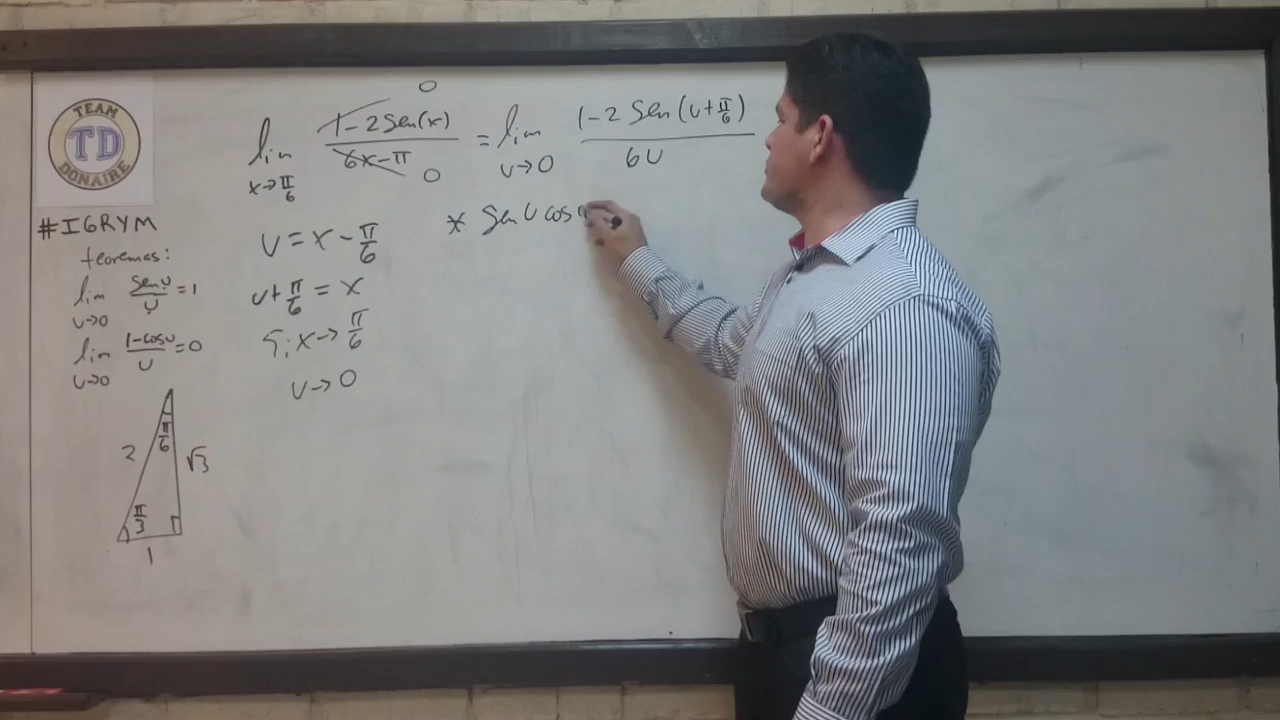 TEAM
TD
DONAIRE
#IGRYM
teoremas:
lim u→0 sen u / u = 1
lim u→0 1-cos u / u = 0
2 π/6 √3
π/3
1
lim x→π/6 1-2sen(x) / 6x-π = lim u→0 1-2 sen(u+π/6) / 6u
0
0
u = x - π/6
u+π/6 = x
Si x→π/6
u→0
* sen u cos